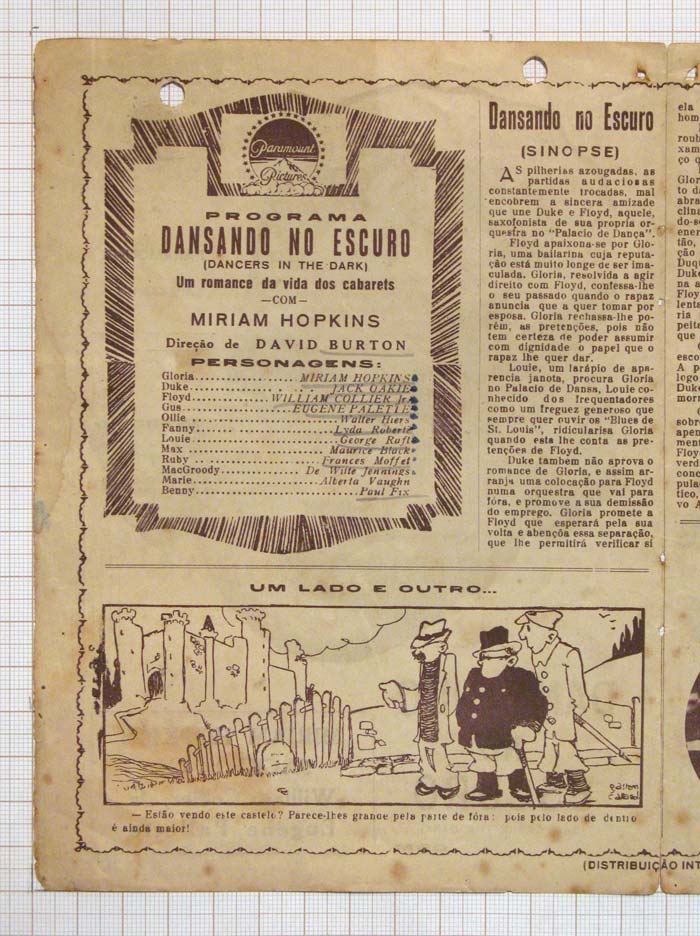 Paramount
Pictures
PROGRAMA
DANSANDO NO ESCURO
(DANCERS IN THE DARK)
Um romance da vida dos cabarets
—COM—
MIRIAM HOPKINS
Direção de DAVID BURTON
PERSONAGENS:
Gloria.................... MIRIAM HOPKINS
Duke.................... JACK OAKIE
Floyd.................... WILLIAM COLLIER Jr.
Gus.................... EUGENE PALETTE
Ollie.................... Walter Hiers
Fanny.................... Lyda Roberti
Louie.................... George Raft
Max.................... Maurice Black
Ruby.................... Frances Moffet
MacGroody.................... De Witte Jennings
Marie.................... Alberta Vaughn
Benny.................... Paul Fix
Dansando no Escuro
(SINOPSE)
AS pilherias azougadas, as
partidas audaciosas
constantemente trocadas, mal
encobrem a sincera amizade
que une Duke e Floyd, aquele,
saxofonista de sua propria or-
questra no "Palacio de Dança".
Floyd apaixona-se por Glo-
ria, uma bailarina cuja reputa-
ção está muito longe de ser ima-
culada. Gloria, resolvida a agir
direito com Floyd, confessa-lhe
o seu passado quando o rapaz
anuncia que a quer tomar por
esposa. Gloria rechassa-lhe po-
rém, as pretenções, pois não
tem certeza de poder assumir
com dignidade o papel que o
rapaz lhe quer dar.
Louie, um larápio de apa-
rencia janota, procura Gloria
no Palacio de Dansa, Louie co-
nhecido dos frequentadores
como um freguez generoso que
sempre quer ouvir os "Blues de
St. Louis", ridicularisa Gloria
quando esta lhe conta as pre-
tenções de Floyd.
Duke tambem não aprova o
romance de Gloria, e assim ar-
ranja uma colocação para Floyd
numa orquestra que vai para
fóra, e promove a sua demissão
do emprego. Gloria promete a
Floyd que esperará pela sua
volta e abençôa essa separação,
que lhe permitirá verificar si
UM LADO E OUTRO...
— Estão vendo este castelo? Parece-lhes grande pela parte de fóra: pois pelo lado de dentro
é ainda maior!
(DISTRIBUIÇÃO INT